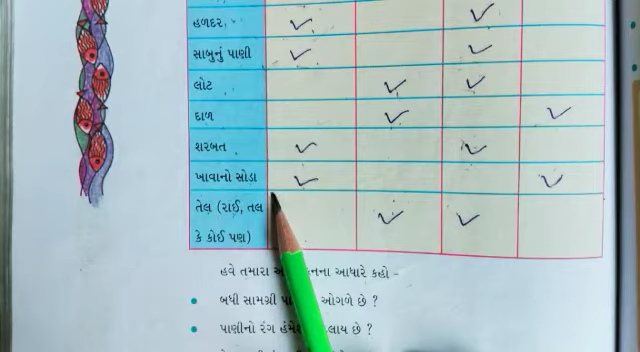 હળદર ✓ ✓
સાબુનું પાણી ✓ ✓
લોટ ✓ ✓
દાળ ✓ ✓
શરબત ✓ ✓
ખાવાનો સોડા ✓ ✓
તેલ (રાઈ, તલ ✓ ✓
કે કોઈ પણ)
હવે તમારા ના આધારે કહો –
• બધી સામગ્રી ઓગળે છે ?
• પાણીનો રંગ છે ?